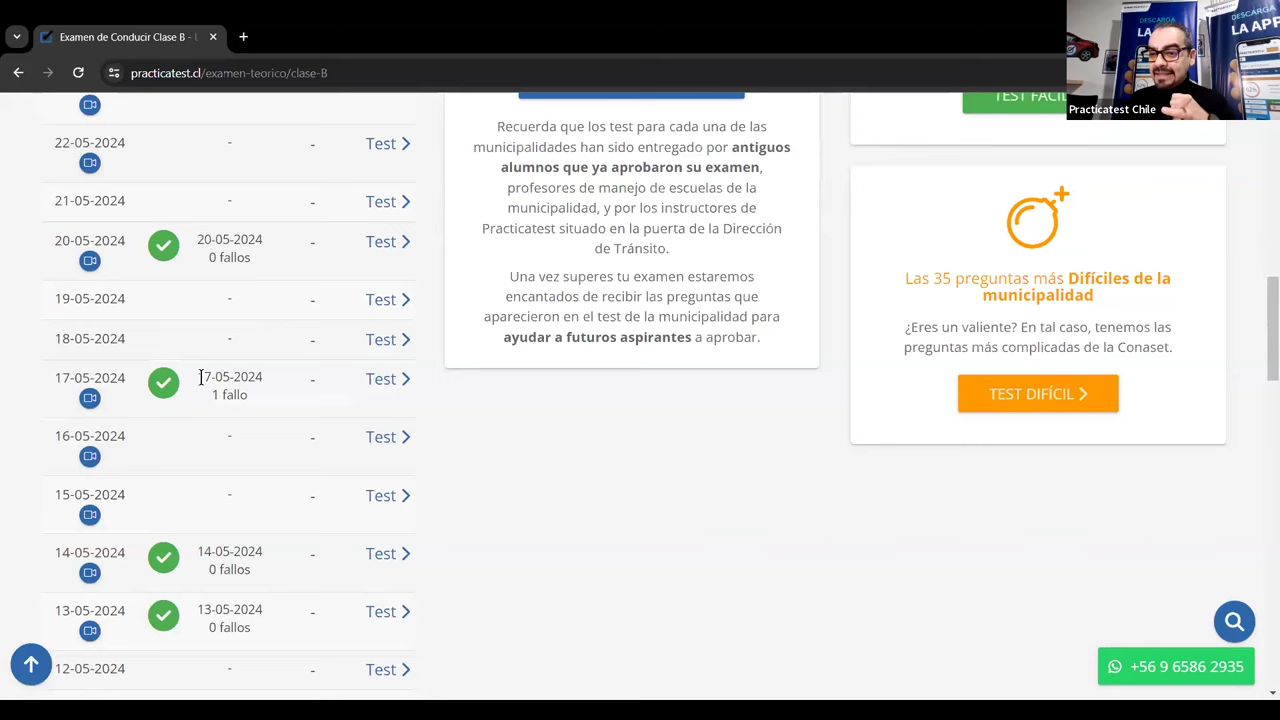 Examen de Conducir Clase B - L
practicatest.cl/examen-teorico/clase-B
DESCARGA
LA APP
DESCARGA
LA APP
Practicatest Chile
22-05-2024 - - Test
21-05-2024 - - Test
20-05-2024 20-05-2024 - Test
0 fallos
19-05-2024 - - Test
18-05-2024 - - Test
17-05-2024 17-05-2024 - Test
1 fallo
16-05-2024 - - Test
15-05-2024 - - Test
14-05-2024 14-05-2024 - Test
0 fallos
13-05-2024 13-05-2024 - Test
0 fallos
12-05-2024 - - Test
Recuerda que los test para cada una de las
municipalidades han sido entregado por antiguos
alumnos que ya aprobaron su examen,
profesores de manejo de escuelas de la
municipalidad, y por los instructores de
Practicatest situado en la puerta de la Dirección
de Tránsito.
Una vez superes tu examen estaremos
encantados de recibir las preguntas que
aparecieron en el test de la municipalidad para
ayudar a futuros aspirantes a aprobar.
TEST FÁCIL
Las 35 preguntas más Difíciles de la
municipalidad
¿Eres un valiente? En tal caso, tenemos las
preguntas más complicadas de la Conaset.
TEST DIFÍCIL
+56 9 6586 2935